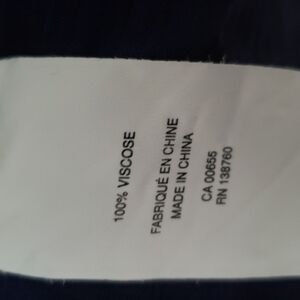 100% VISCOSE
FABRIQUÉ EN CHINE
MADE IN CHINA
CA 00655
RN 138760